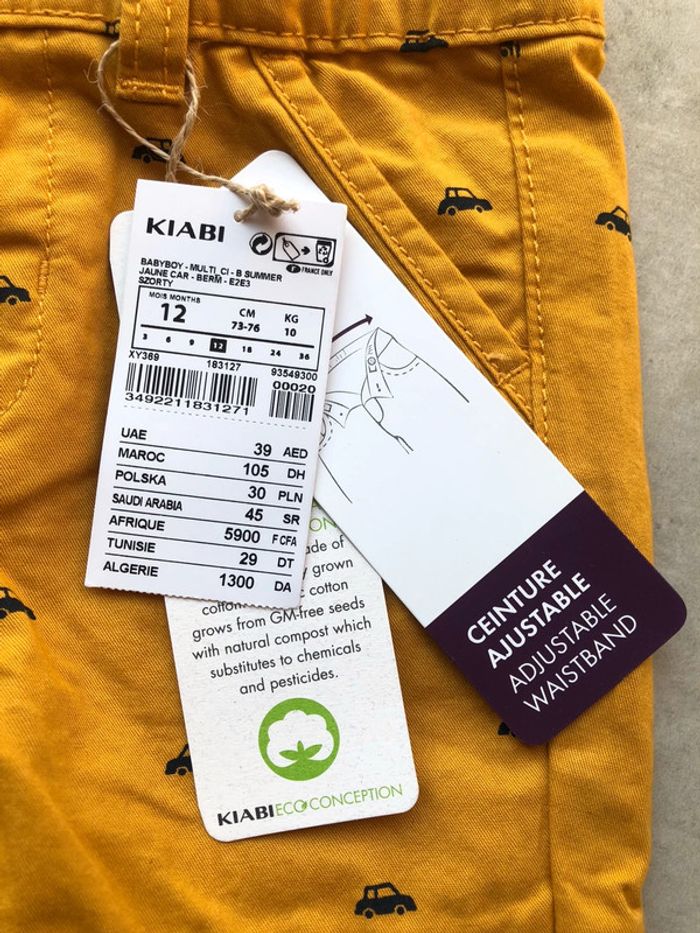 KIABI
FRANCE ONLY
BABYBOY - MULTI_CI - B SUMMER
JAUNE CAR - BERM - E2E3
SZORTY
MOIS MONTHS
12
CM
73-76
KG
10
3 6 9 12 18 24 36
XY369
183127
93549300
00020
3492211831271
UAE 39 AED
MAROC 105 DH
POLSKA 30 PLN
SAUDI ARABIA 45 SR
AFRIQUE 5900 F CFA
TUNISIE 29 DT
ALGERIE 1300 DA
CEINTURE
AJUSTABLE
ADJUSTABLE
WAISTBAND
of
grown
cotton
grows from GM-free seeds
with natural compost which
substitutes to chemicals
and pesticides.
KIABI ECO CONCEPTION